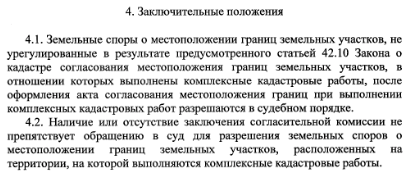 4. Заключительные положения
4.1. Земельные споры о местоположении границ земельных участков, не
урегулированные в результате предусмотренного статьей 42.10 Закона о
кадастре согласования местоположения границ земельных участков, в
отношении которых выполнены комплексные кадастровые работы, после
оформления акта согласования местоположения границ при выполнении
комплексных кадастровых работ разрешаются в судебном порядке.
4.2. Наличие или отсутствие заключения согласительной комиссии не
препятствует обращению в суд для разрешения земельных споров о
местоположении границ земельных участков, расположенных на
территории, на которой выполняются комплексные кадастровые работы.